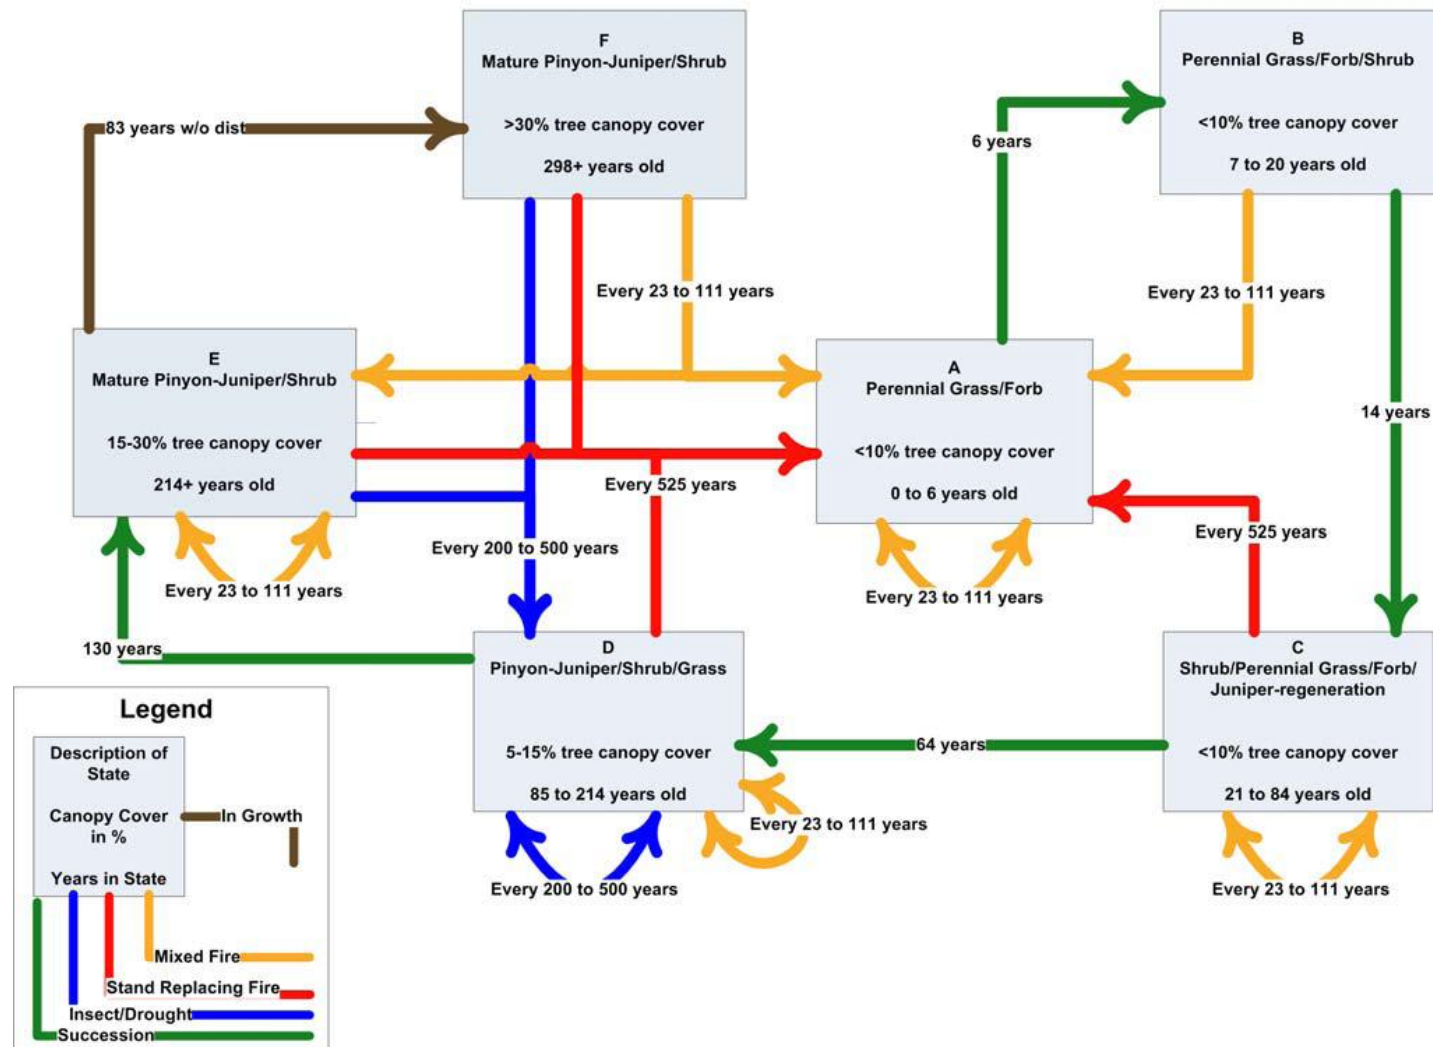 F
Mature Pinyon-Juniper/Shrub
>30% tree canopy cover
298+ years old
B
Perennial Grass/Forb/Shrub
<10% tree canopy cover
7 to 20 years old
83 years w/o dist
6 years
Every 23 to 111 years
Every 23 to 111 years
E
Mature Pinyon-Juniper/Shrub
15-30% tree canopy cover
214+ years old
A
Perennial Grass/Forb
<10% tree canopy cover
0 to 6 years old
14 years
Every 525 years
Every 525 years
Every 200 to 500 years
Every 23 to 111 years
Every 23 to 111 years
130 years
D
Pinyon-Juniper/Shrub/Grass
5-15% tree canopy cover
85 to 214 years old
64 years
C
Shrub/Perennial Grass/Forb/
Juniper-regeneration
<10% tree canopy cover
21 to 84 years old
Every 23 to 111 years
Every 200 to 500 years
Every 23 to 111 years
Legend
Description of
State
Canopy Cover
in %
Years in State
In Growth
Mixed Fire
Stand Replacing Fire
Insect/Drought
Succession